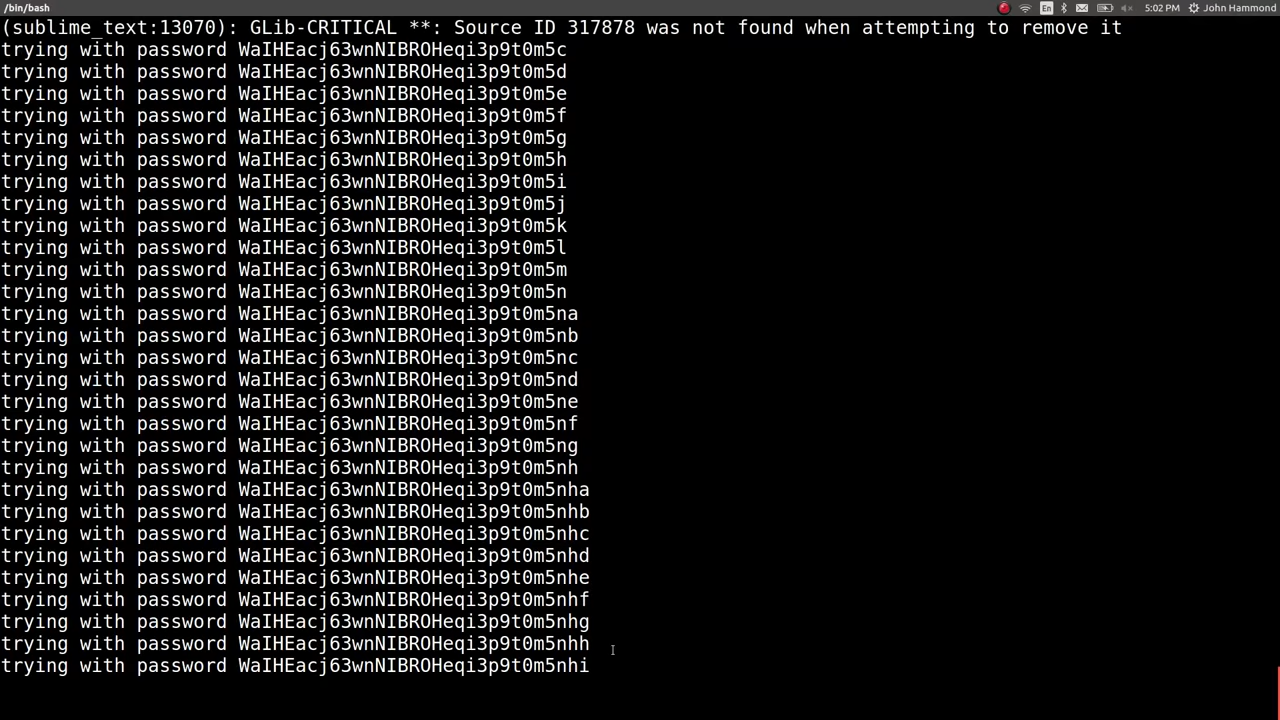 /bin/bash
En
5:02 PM
John Hammond
(sublime_text:13070): GLib-CRITICAL **: Source ID 317878 was not found when attempting to remove it
trying with password WaIHEacj63wnNIBROHeqi3p9t0m5c
trying with password WaIHEacj63wnNIBROHeqi3p9t0m5d
trying with password WaIHEacj63wnNIBROHeqi3p9t0m5e
trying with password WaIHEacj63wnNIBROHeqi3p9t0m5f
trying with password WaIHEacj63wnNIBROHeqi3p9t0m5g
trying with password WaIHEacj63wnNIBROHeqi3p9t0m5h
trying with password WaIHEacj63wnNIBROHeqi3p9t0m5i
trying with password WaIHEacj63wnNIBROHeqi3p9t0m5j
trying with password WaIHEacj63wnNIBROHeqi3p9t0m5k
trying with password WaIHEacj63wnNIBROHeqi3p9t0m5l
trying with password WaIHEacj63wnNIBROHeqi3p9t0m5m
trying with password WaIHEacj63wnNIBROHeqi3p9t0m5n
trying with password WaIHEacj63wnNIBROHeqi3p9t0m5na
trying with password WaIHEacj63wnNIBROHeqi3p9t0m5nb
trying with password WaIHEacj63wnNIBROHeqi3p9t0m5nc
trying with password WaIHEacj63wnNIBROHeqi3p9t0m5nd
trying with password WaIHEacj63wnNIBROHeqi3p9t0m5ne
trying with password WaIHEacj63wnNIBROHeqi3p9t0m5nf
trying with password WaIHEacj63wnNIBROHeqi3p9t0m5ng
trying with password WaIHEacj63wnNIBROHeqi3p9t0m5nh
trying with password WaIHEacj63wnNIBROHeqi3p9t0m5nha
trying with password WaIHEacj63wnNIBROHeqi3p9t0m5nhb
trying with password WaIHEacj63wnNIBROHeqi3p9t0m5nhc
trying with password WaIHEacj63wnNIBROHeqi3p9t0m5nhd
trying with password WaIHEacj63wnNIBROHeqi3p9t0m5nhe
trying with password WaIHEacj63wnNIBROHeqi3p9t0m5nhf
trying with password WaIHEacj63wnNIBROHeqi3p9t0m5nhg
trying with password WaIHEacj63wnNIBROHeqi3p9t0m5nhh
trying with password WaIHEacj63wnNIBROHeqi3p9t0m5nhi